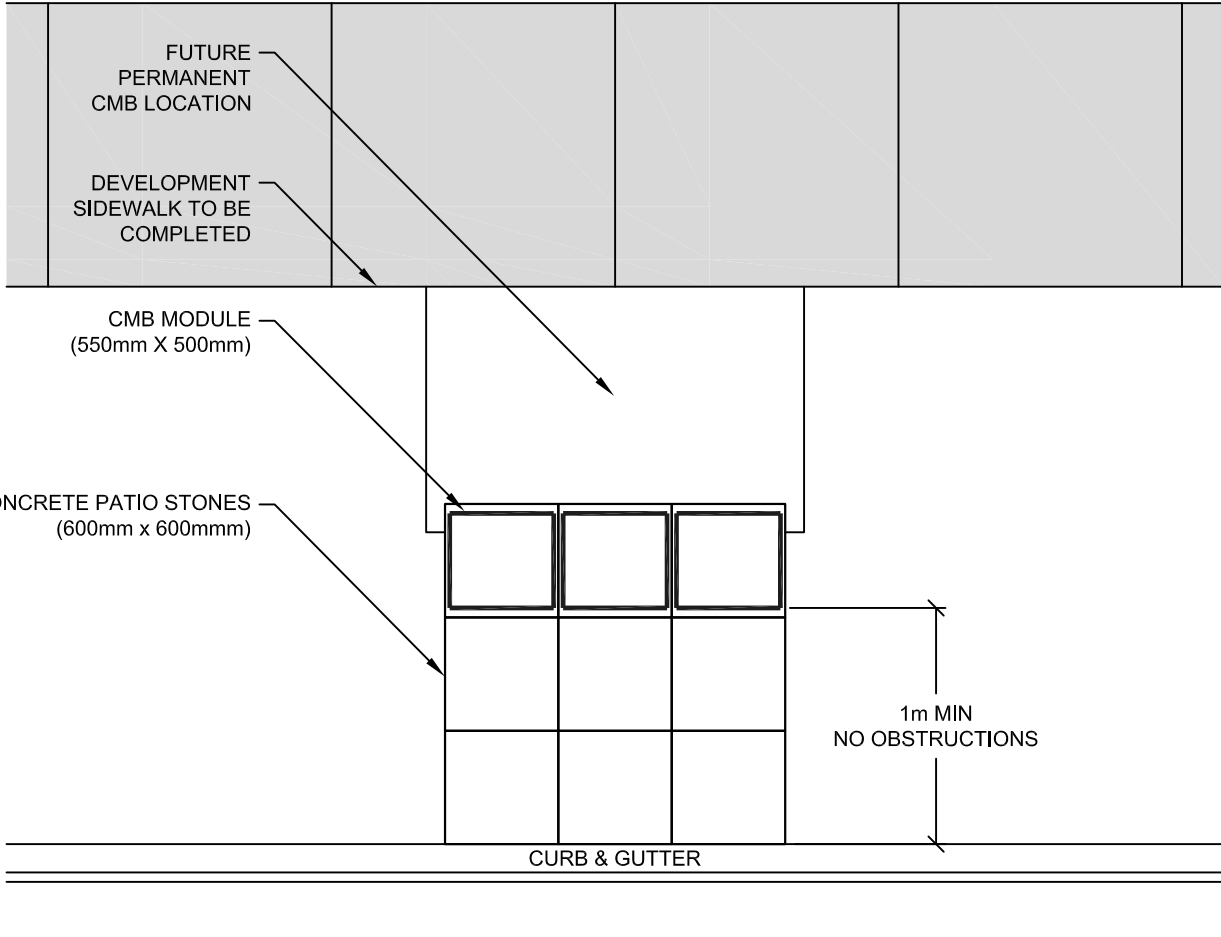 FUTURE
PERMANENT
CMB LOCATION
DEVELOPMENT
SIDEWALK TO BE
COMPLETED
CMB MODULE
(550mm X 500mm)
ONCRETE PATIO STONES
(600mm x 600mmm)
1m MIN
NO OBSTRUCTIONS
CURB & GUTTER